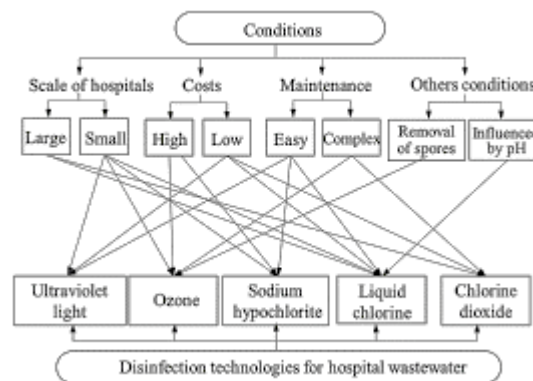 Conditions
Scale of hospitals Costs Maintenance Others conditions
Large Small High Low Easy Complex Removal of spores Influenced by pH
Ultraviolet light Ozone Sodium hypochlorite Liquid chlorine Chlorine dioxide
Disinfection technologies for hospital wastewater